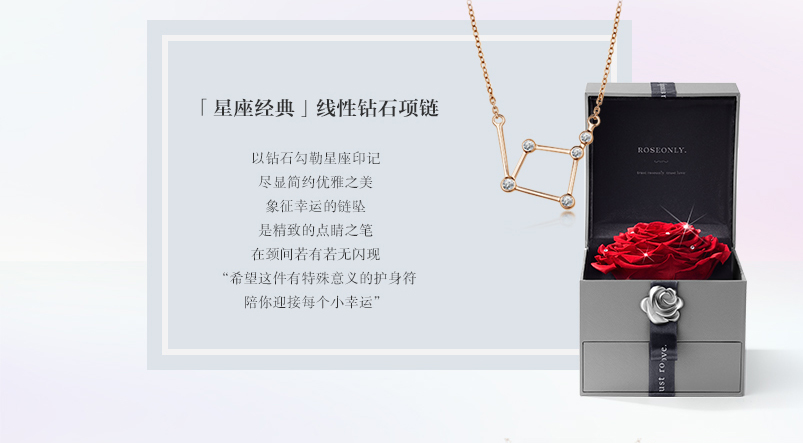 「星座经典」线性钻石项链
以钻石勾勒星座印记
尽显简约优雅之美
象征幸运的链坠
是精致的点睛之笔
在颈间若有若无闪现
“希望这件有特殊意义的护身符
陪你迎接每个小幸运”
ROSEONLY.
ust ro
ve.